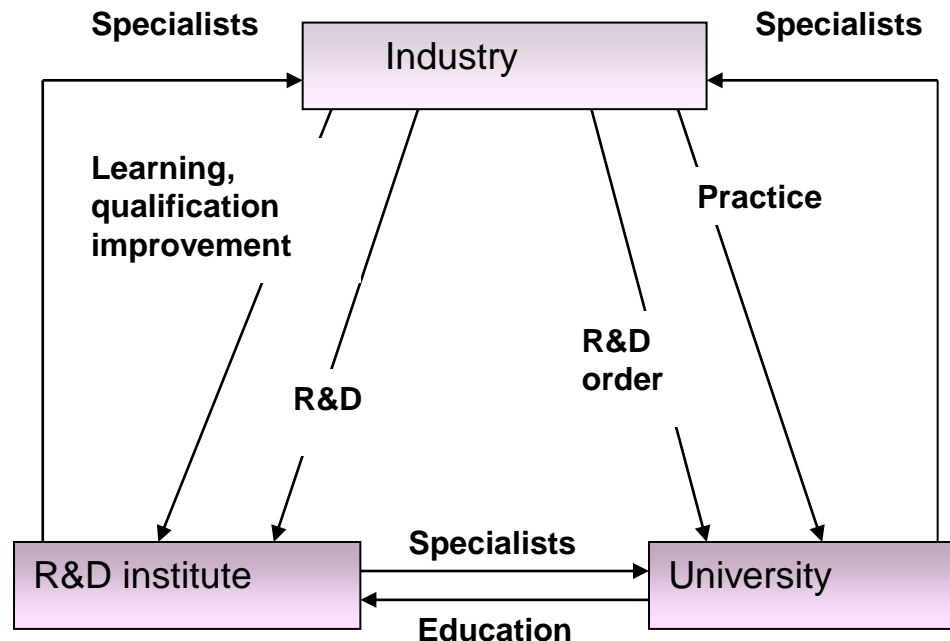 Specialists
Specialists
Industry
Learning,
qualification
improvement
Practice
R&D
order
R&D
Specialists
R&D institute
University
Education